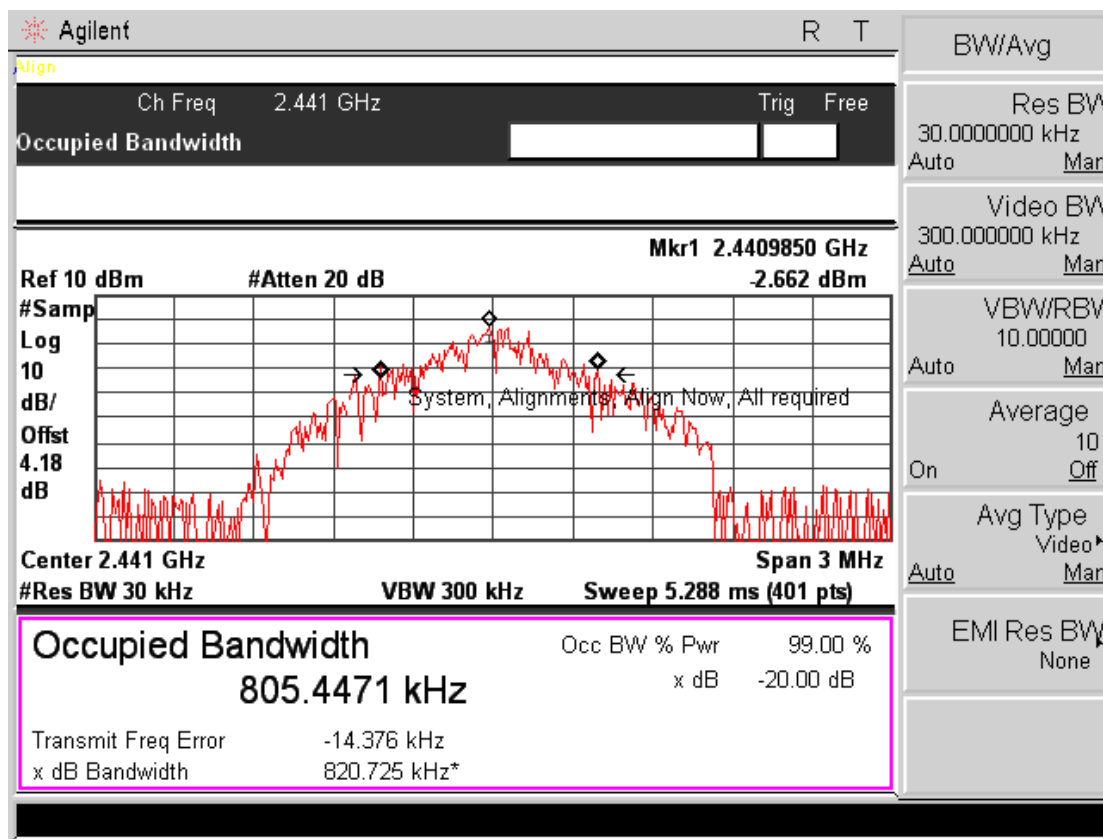 Agilent R T
Align
Ch Freq 2.441 GHz Trig Free
Occupied Bandwidth
Mkr1 2.4409850 GHz
Ref 10 dBm #Atten 20 dB -2.662 dBm
#Samp
Log
10
dB/
Offst
4.18
dB
System, Alignments, Align Now, All required
1
Center 2.441 GHz Span 3 MHz
#Res BW 30 kHz VBW 300 kHz Sweep 5.288 ms (401 pts)
Occupied Bandwidth Occ BW % Pwr 99.00 %
805.4471 kHz x dB -20.00 dB
Transmit Freq Error -14.376 kHz
x dB Bandwidth 820.725 kHz*
BW/Avg
Res BW
30.0000000 kHz
Auto Man
Video BW
300.000000 kHz
Auto Man
VBW/RBW
10.00000
Auto Man
Average
10
On Off
Avg Type
Video
Auto Man
EMI Res BW
None